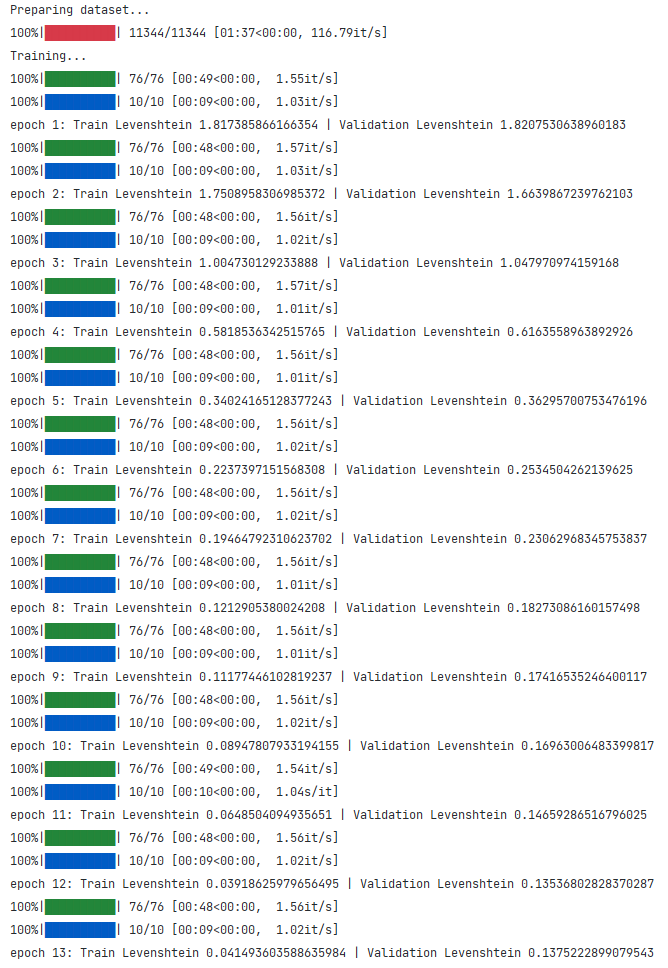 Preparing dataset...
100%|██████████| 11344/11344 [01:37<00:00, 116.79it/s]
Training...
100%|██████████| 76/76 [00:49<00:00,  1.55it/s]
100%|██████████| 10/10 [00:09<00:00,  1.03it/s]
epoch 1: Train Levenshtein 1.817385866166354 | Validation Levenshtein 1.8207530638960183
100%|██████████| 76/76 [00:48<00:00,  1.57it/s]
100%|██████████| 10/10 [00:09<00:00,  1.03it/s]
epoch 2: Train Levenshtein 1.7508958306985372 | Validation Levenshtein 1.6639867239762103
100%|██████████| 76/76 [00:48<00:00,  1.56it/s]
100%|██████████| 10/10 [00:09<00:00,  1.02it/s]
epoch 3: Train Levenshtein 1.004730129233888 | Validation Levenshtein 1.047970974159168
100%|██████████| 76/76 [00:48<00:00,  1.57it/s]
100%|██████████| 10/10 [00:09<00:00,  1.01it/s]
epoch 4: Train Levenshtein 0.5818536342515765 | Validation Levenshtein 0.6163558963892926
100%|██████████| 76/76 [00:48<00:00,  1.56it/s]
100%|██████████| 10/10 [00:09<00:00,  1.01it/s]
epoch 5: Train Levenshtein 0.34024165128377243 | Validation Levenshtein 0.36295700753476196
100%|██████████| 76/76 [00:48<00:00,  1.56it/s]
100%|██████████| 10/10 [00:09<00:00,  1.02it/s]
epoch 6: Train Levenshtein 0.2237397151568308 | Validation Levenshtein 0.2534504262139625
100%|██████████| 76/76 [00:48<00:00,  1.56it/s]
100%|██████████| 10/10 [00:09<00:00,  1.02it/s]
epoch 7: Train Levenshtein 0.19464792310623702 | Validation Levenshtein 0.23062968345753837
100%|██████████| 76/76 [00:48<00:00,  1.56it/s]
100%|██████████| 10/10 [00:09<00:00,  1.01it/s]
epoch 8: Train Levenshtein 0.1212905380024208 | Validation Levenshtein 0.18273086160157498
100%|██████████| 76/76 [00:48<00:00,  1.56it/s]
100%|██████████| 10/10 [00:09<00:00,  1.01it/s]
epoch 9: Train Levenshtein 0.11177446102819237 | Validation Levenshtein 0.17416535246400117
100%|██████████| 76/76 [00:48<00:00,  1.56it/s]
100%|██████████| 10/10 [00:09<00:00,  1.02it/s]
epoch 10: Train Levenshtein 0.08947807933194155 | Validation Levenshtein 0.16963006483399817
100%|██████████| 76/76 [00:49<00:00,  1.54it/s]
100%|██████████| 10/10 [00:10<00:00,  1.04s/it]
epoch 11: Train Levenshtein 0.0648504094935651 | Validation Levenshtein 0.14659286516796025
100%|██████████| 76/76 [00:48<00:00,  1.56it/s]
100%|██████████| 10/10 [00:09<00:00,  1.02it/s]
epoch 12: Train Levenshtein 0.03918625979656495 | Validation Levenshtein 0.13536802828370287
100%|██████████| 76/76 [00:48<00:00,  1.56it/s]
100%|██████████| 10/10 [00:09<00:00,  1.02it/s]
epoch 13: Train Levenshtein 0.041493603588635984 | Validation Levenshtein 0.1375222899079543